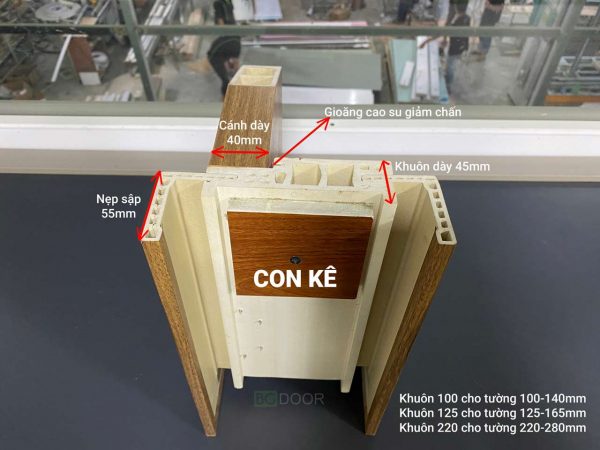 Cánh dày
40mm
Gioăng cao su giảm chấn
Khuôn dày 45mm
Nẹp sập
55mm
CON KÊ
BGDOOR
Khuôn 100 cho tường 100-140mm
Khuôn 125 cho tường 125-165mm
Khuôn 220 cho tường 220-280mm